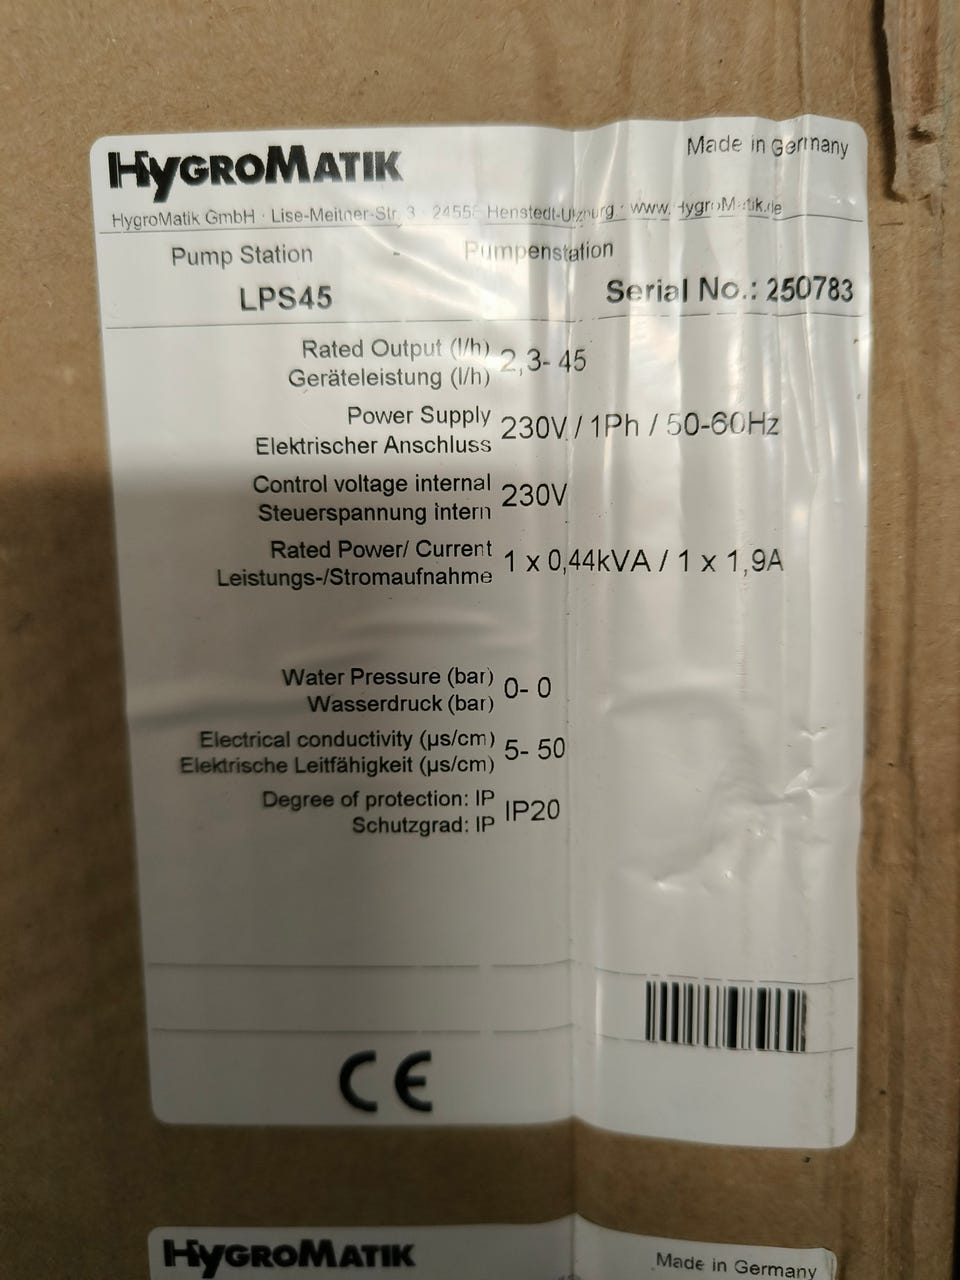 HYGROMATIK
Made in Germany
HygroMatik GmbH · Lise-Meitner-Str. 3 · 24558 Henstedt-Ulzburg · www.HygroMatik.de
Pump Station - Pumpenstation
LPS45
Serial No.: 250783
Rated Output (l/h)
Geräteleistung (l/h)
2,3- 45
Power Supply
Elektrischer Anschluss
230V / 1Ph / 50-60Hz
Control voltage internal
Steuerspannung intern
230V
Rated Power/ Current
Leistungs-/Stromaufnahme
1 x 0,44kVA / 1 x 1,9A
Water Pressure (bar)
Wasserdruck (bar)
0- 0
Electrical conductivity (µs/cm)
Elektrische Leitfähigkeit (µs/cm)
5- 50
Degree of protection: IP
Schutzgrad: IP
IP20
CE
HYGROMATIK
Made in Germany